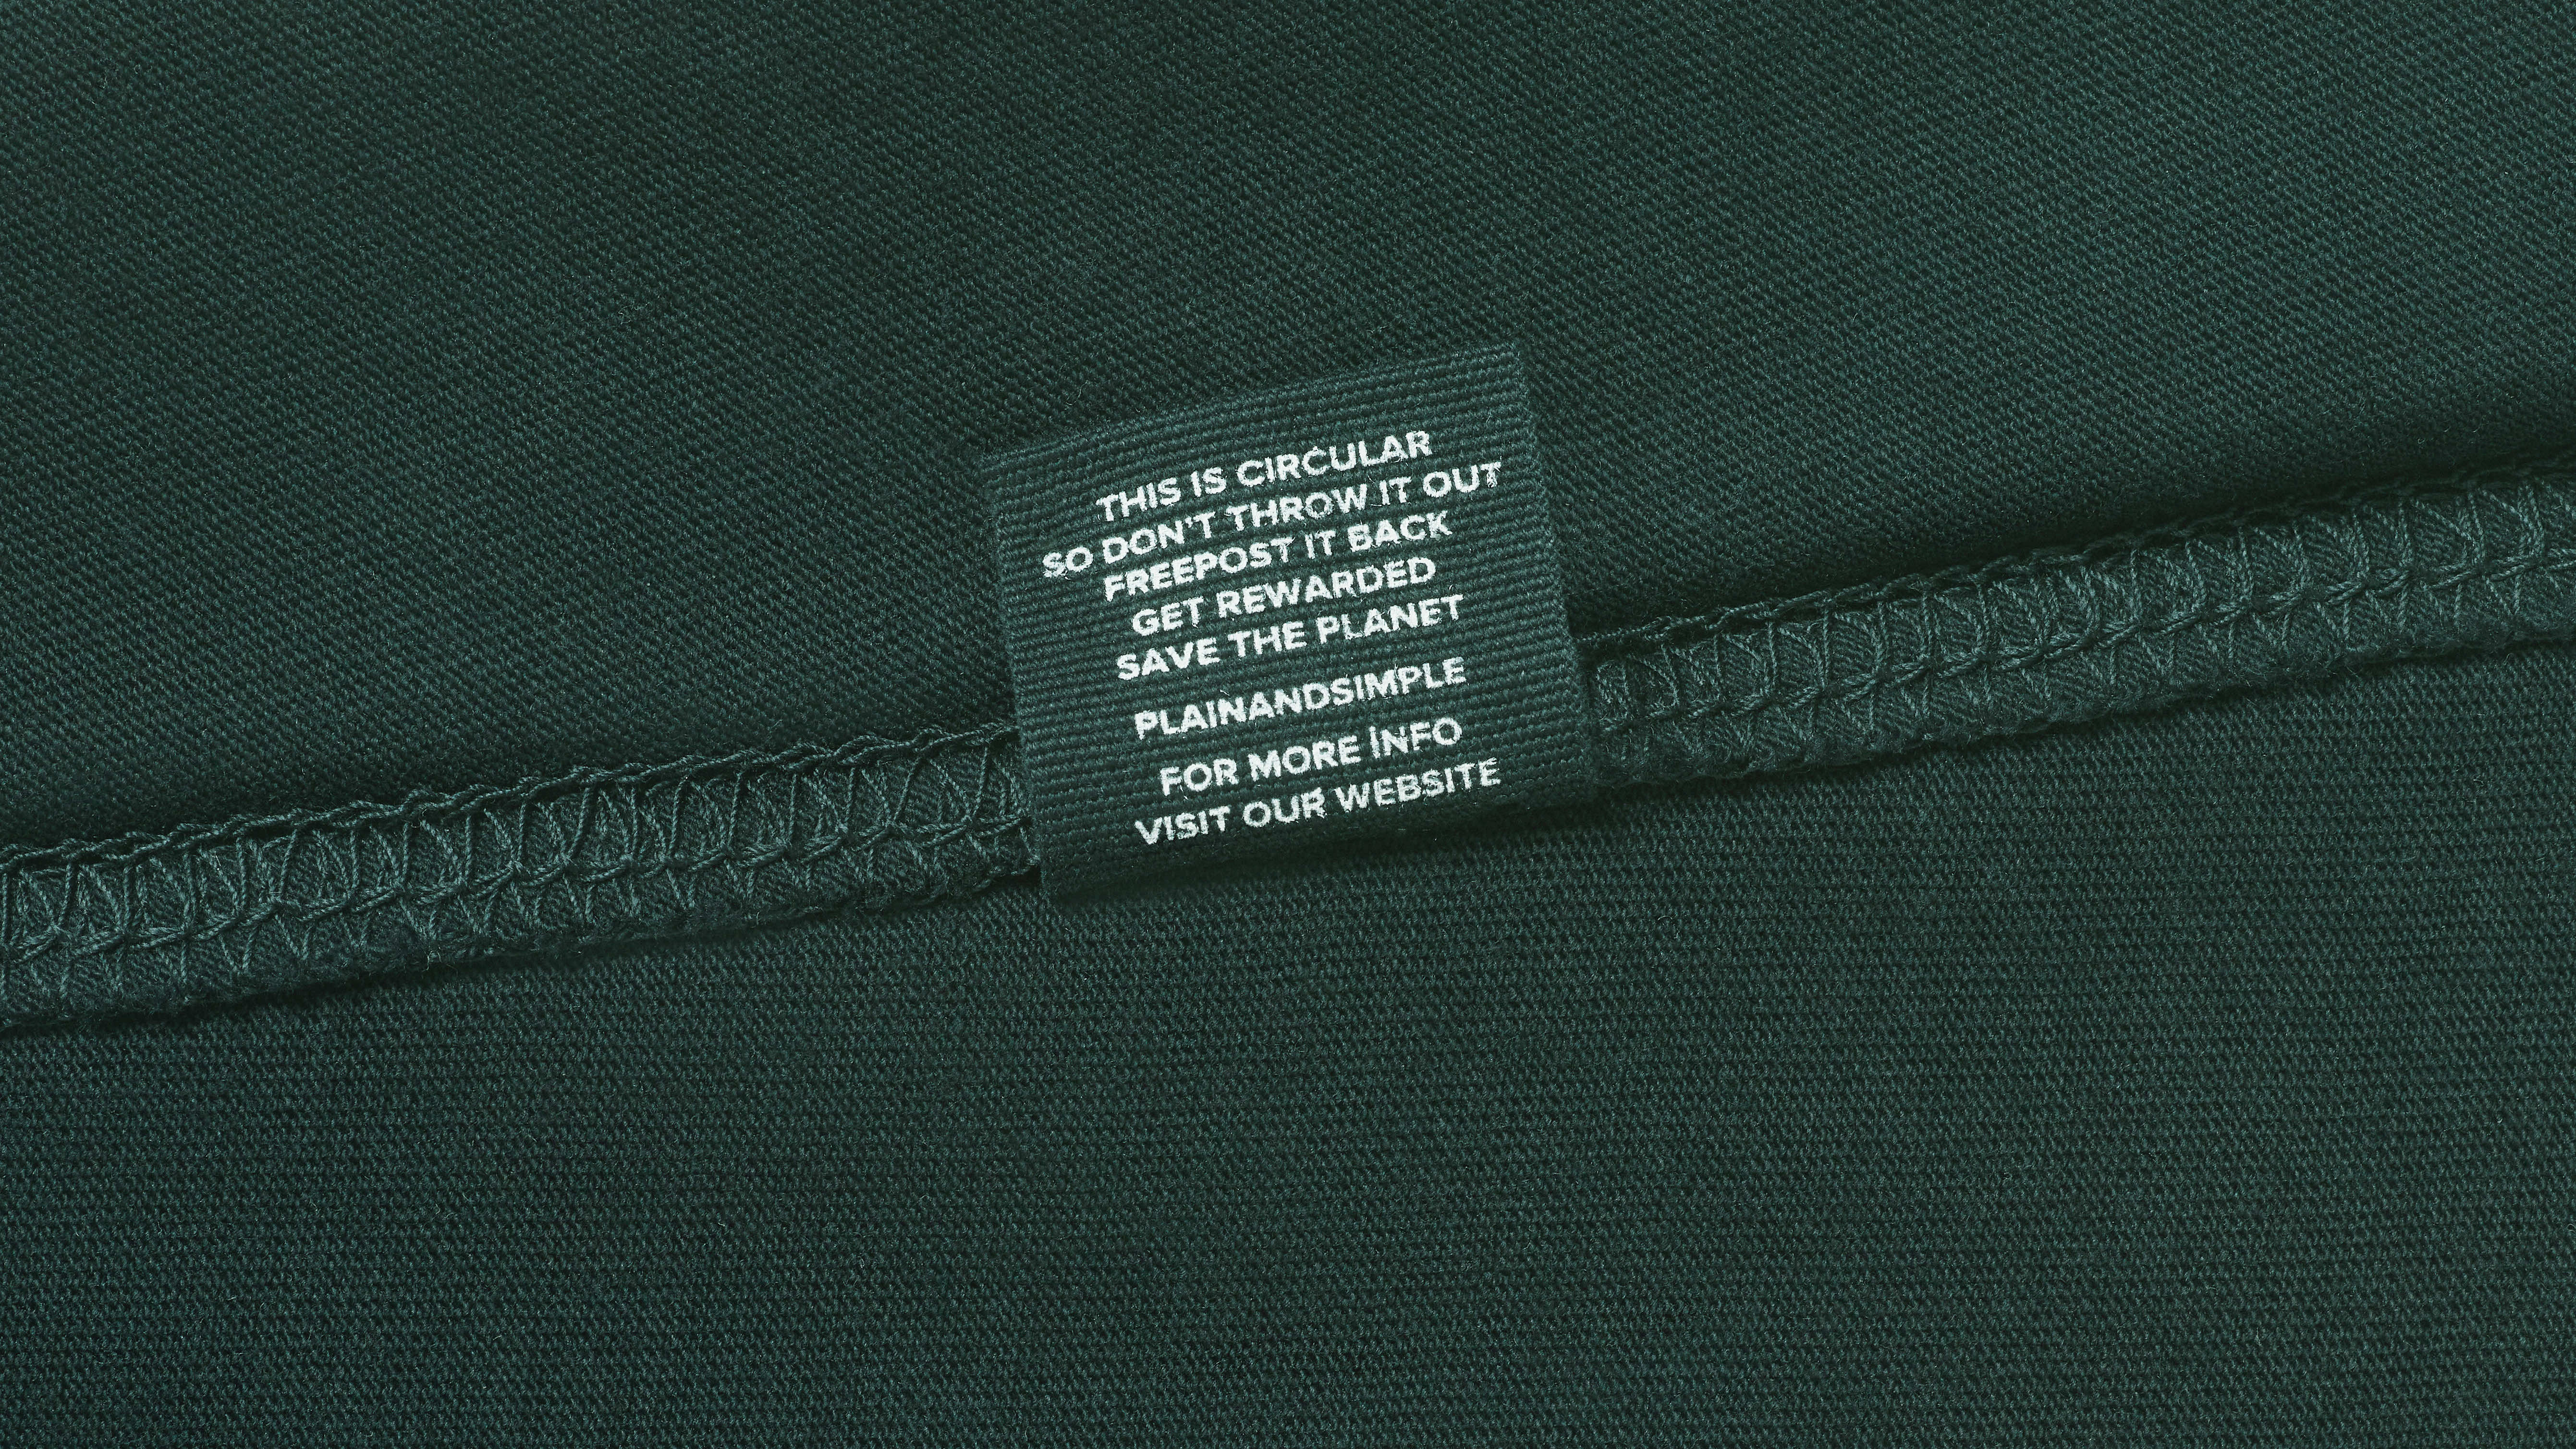 THIS IS CIRCULAR
SO DON'T THROW IT OUT
FREEPOST IT BACK
GET REWARDED
SAVE THE PLANET
PLAINANDSIMPLE
FOR MORE INFO
VISIT OUR WEBSITE